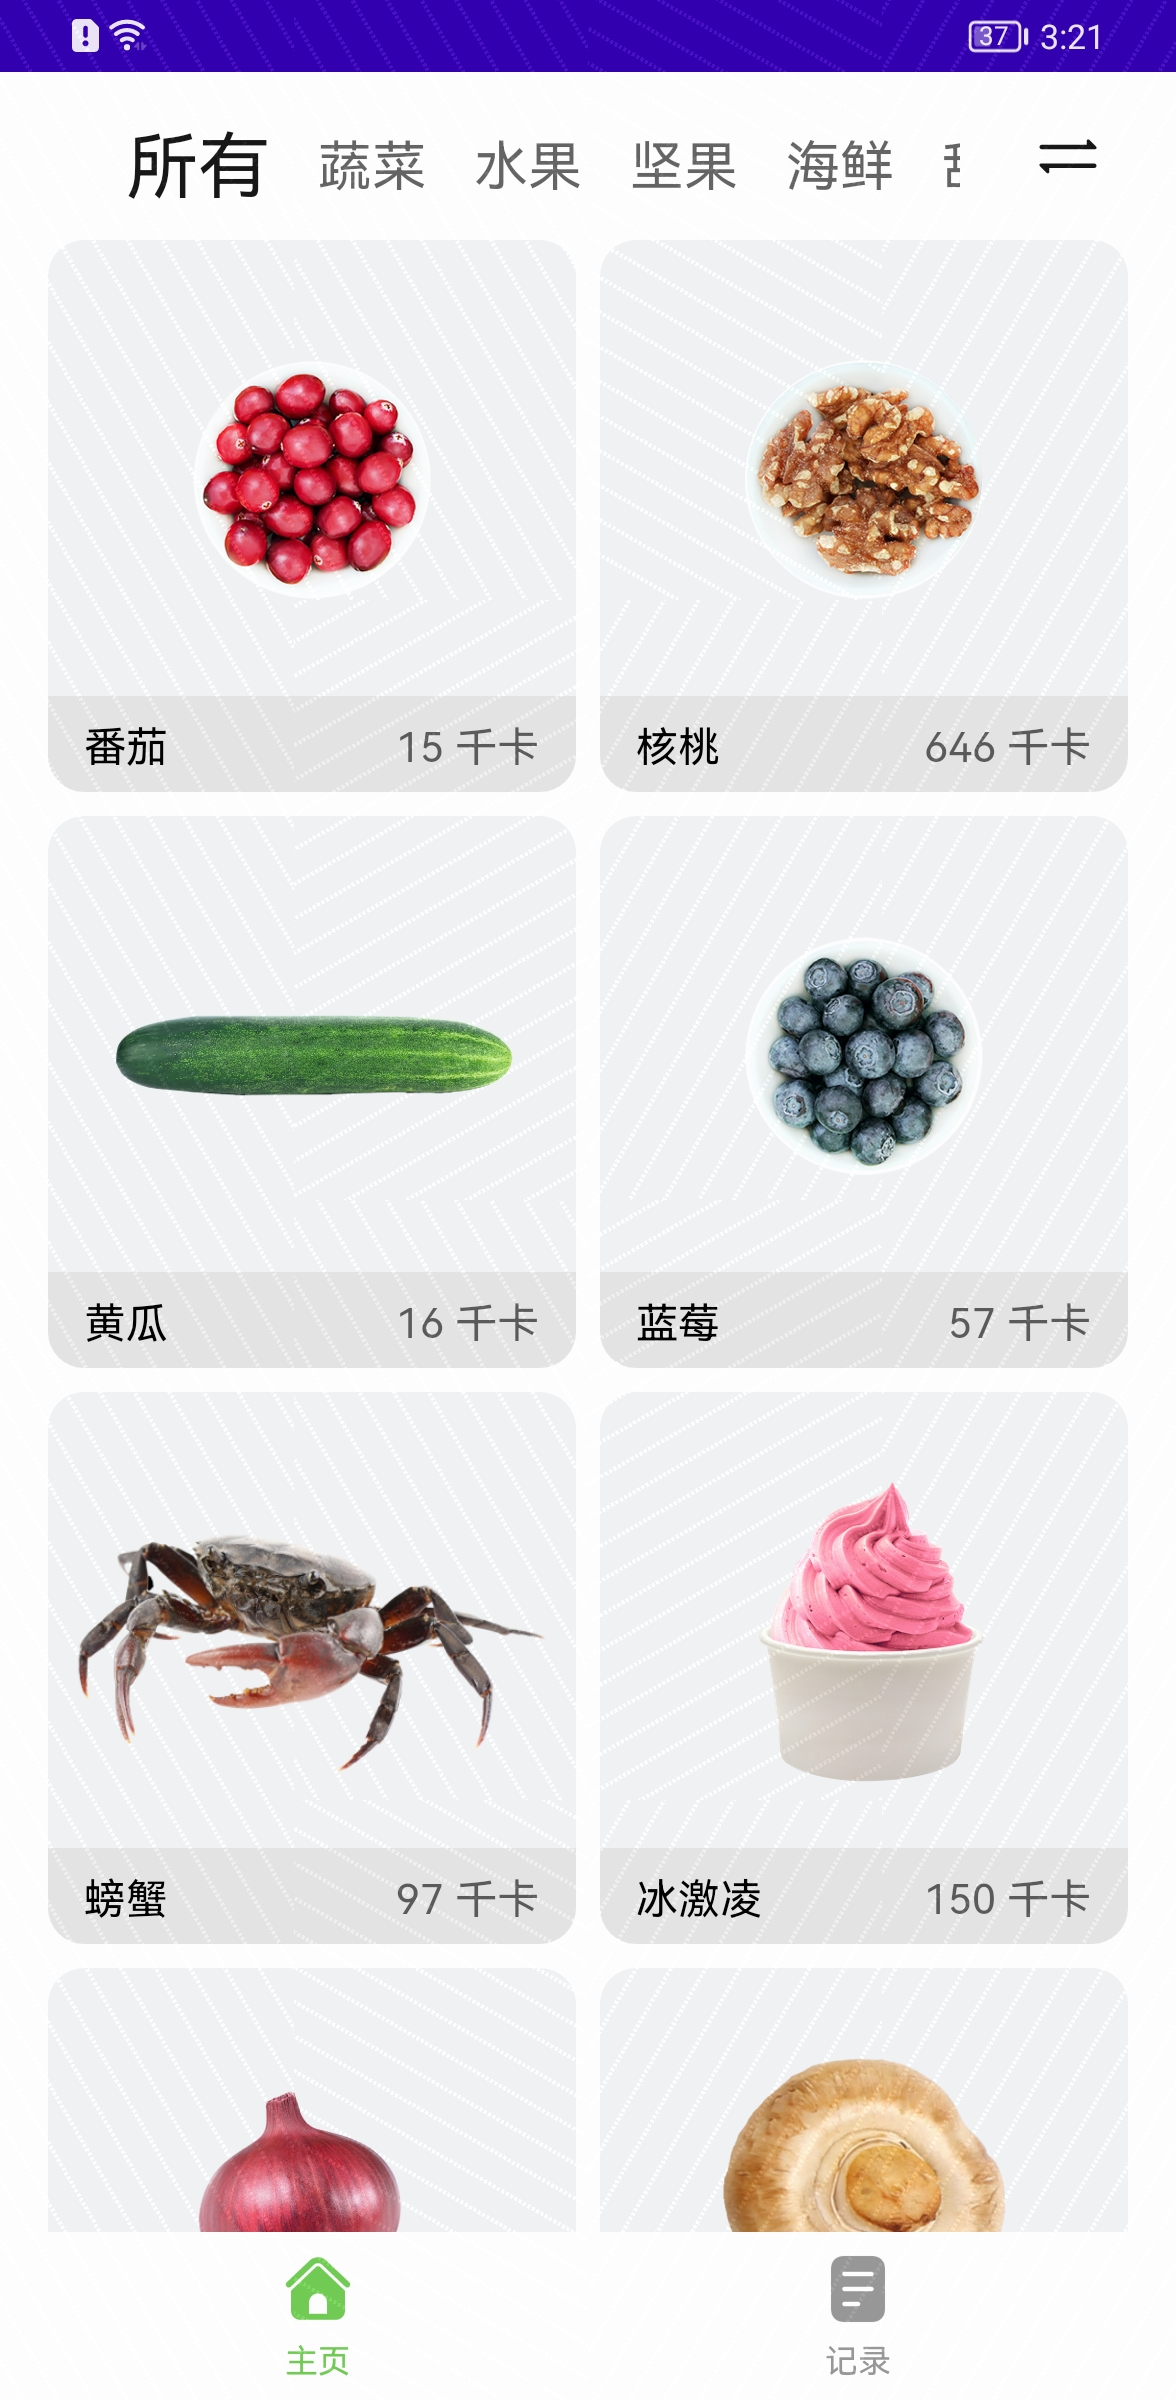 37 3:21
所有 蔬菜 水果 坚果 海鲜
番茄 15 千卡
核桃 646 千卡
黄瓜 16 千卡
蓝莓 57 千卡
螃蟹 97 千卡
冰激凌 150 千卡
主页 记录